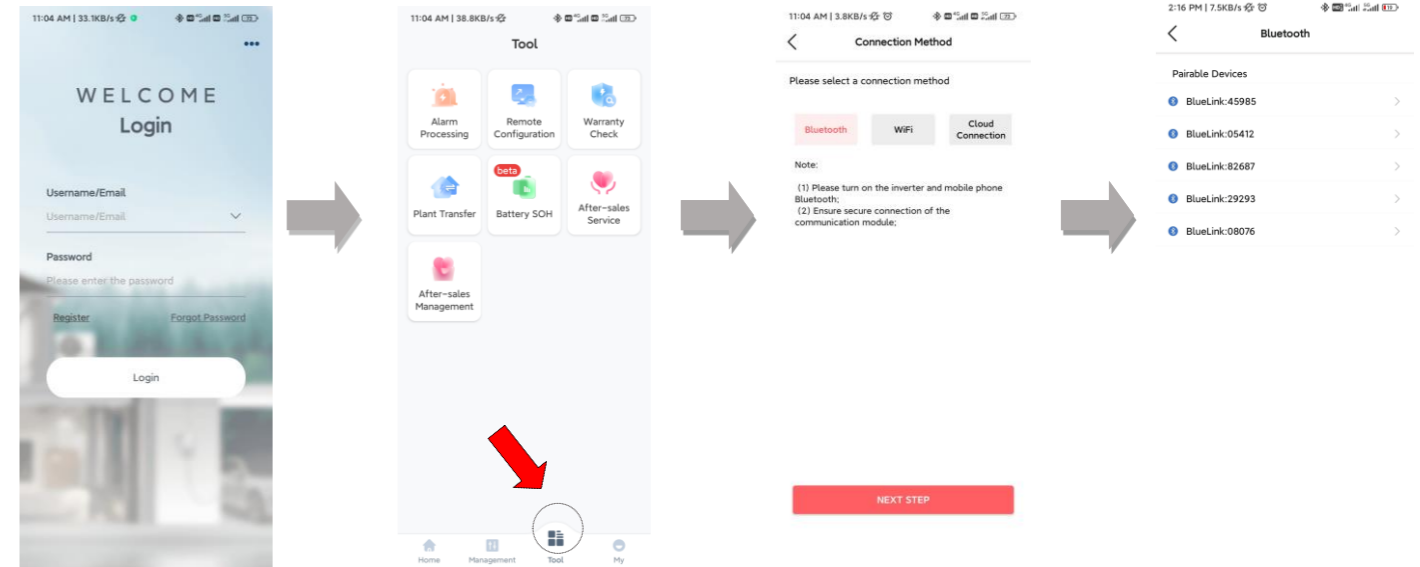 11:04 AM | 33.1KB/s
WELCOME
Login
Username/Email
Username/Email
Password
Please enter the password
Register
Forgot Password
Login
11:04 AM | 38.8KB/s
Tool
Alarm
Processing
Remote
Configuration
Warranty
Check
Plant Transfer
beta
Battery SOH
After-sales
Service
After-sales
Management
Home
Management
Tool
My
11:04 AM | 3.8KB/s
Connection Method
Please select a connection method
Bluetooth
WiFi
Cloud
Connection
Note:
(1) Please turn on the inverter and mobile phone
Bluetooth;
(2) Ensure secure connection of the
communication module;
NEXT STEP
2:16 PM | 7.5KB/s
Bluetooth
Pairable Devices
BlueLink:45985
BlueLink:05412
BlueLink:82687
BlueLink:29293
BlueLink:08076